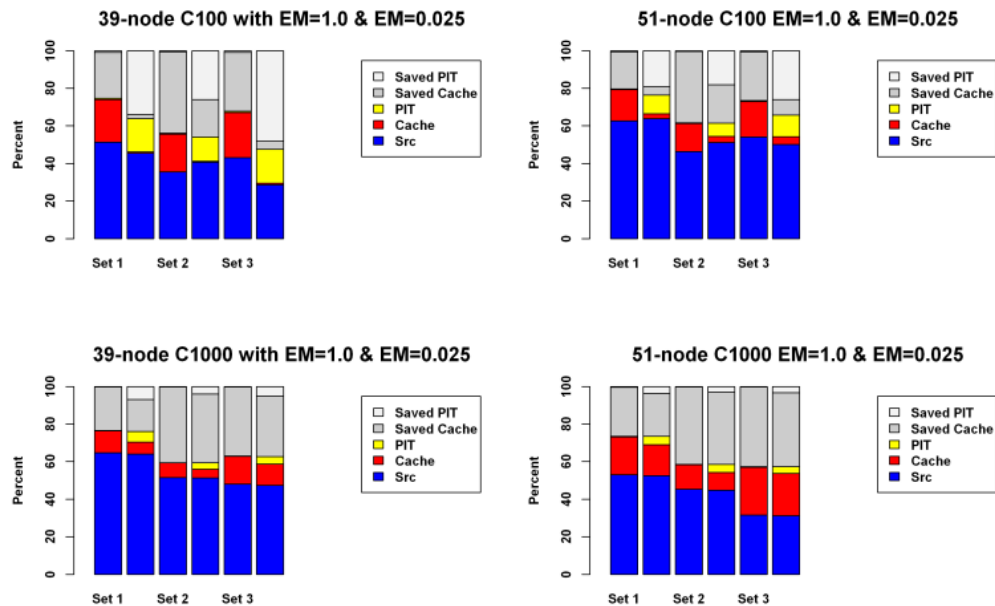 39-node C100 with EM=1.0 & EM=0.025
Percent
100
80
60
40
20
0
Set 1
Set 2
Set 3
Saved PIT
Saved Cache
PIT
Cache
Src
51-node C100 EM=1.0 & EM=0.025
Percent
100
80
60
40
20
0
Set 1
Set 2
Set 3
Saved PIT
Saved Cache
PIT
Cache
Src
39-node C1000 with EM=1.0 & EM=0.025
Percent
100
80
60
40
20
0
Set 1
Set 2
Set 3
Saved PIT
Saved Cache
PIT
Cache
Src
51-node C1000 EM=1.0 & EM=0.025
Percent
100
80
60
40
20
0
Set 1
Set 2
Set 3
Saved PIT
Saved Cache
PIT
Cache
Src